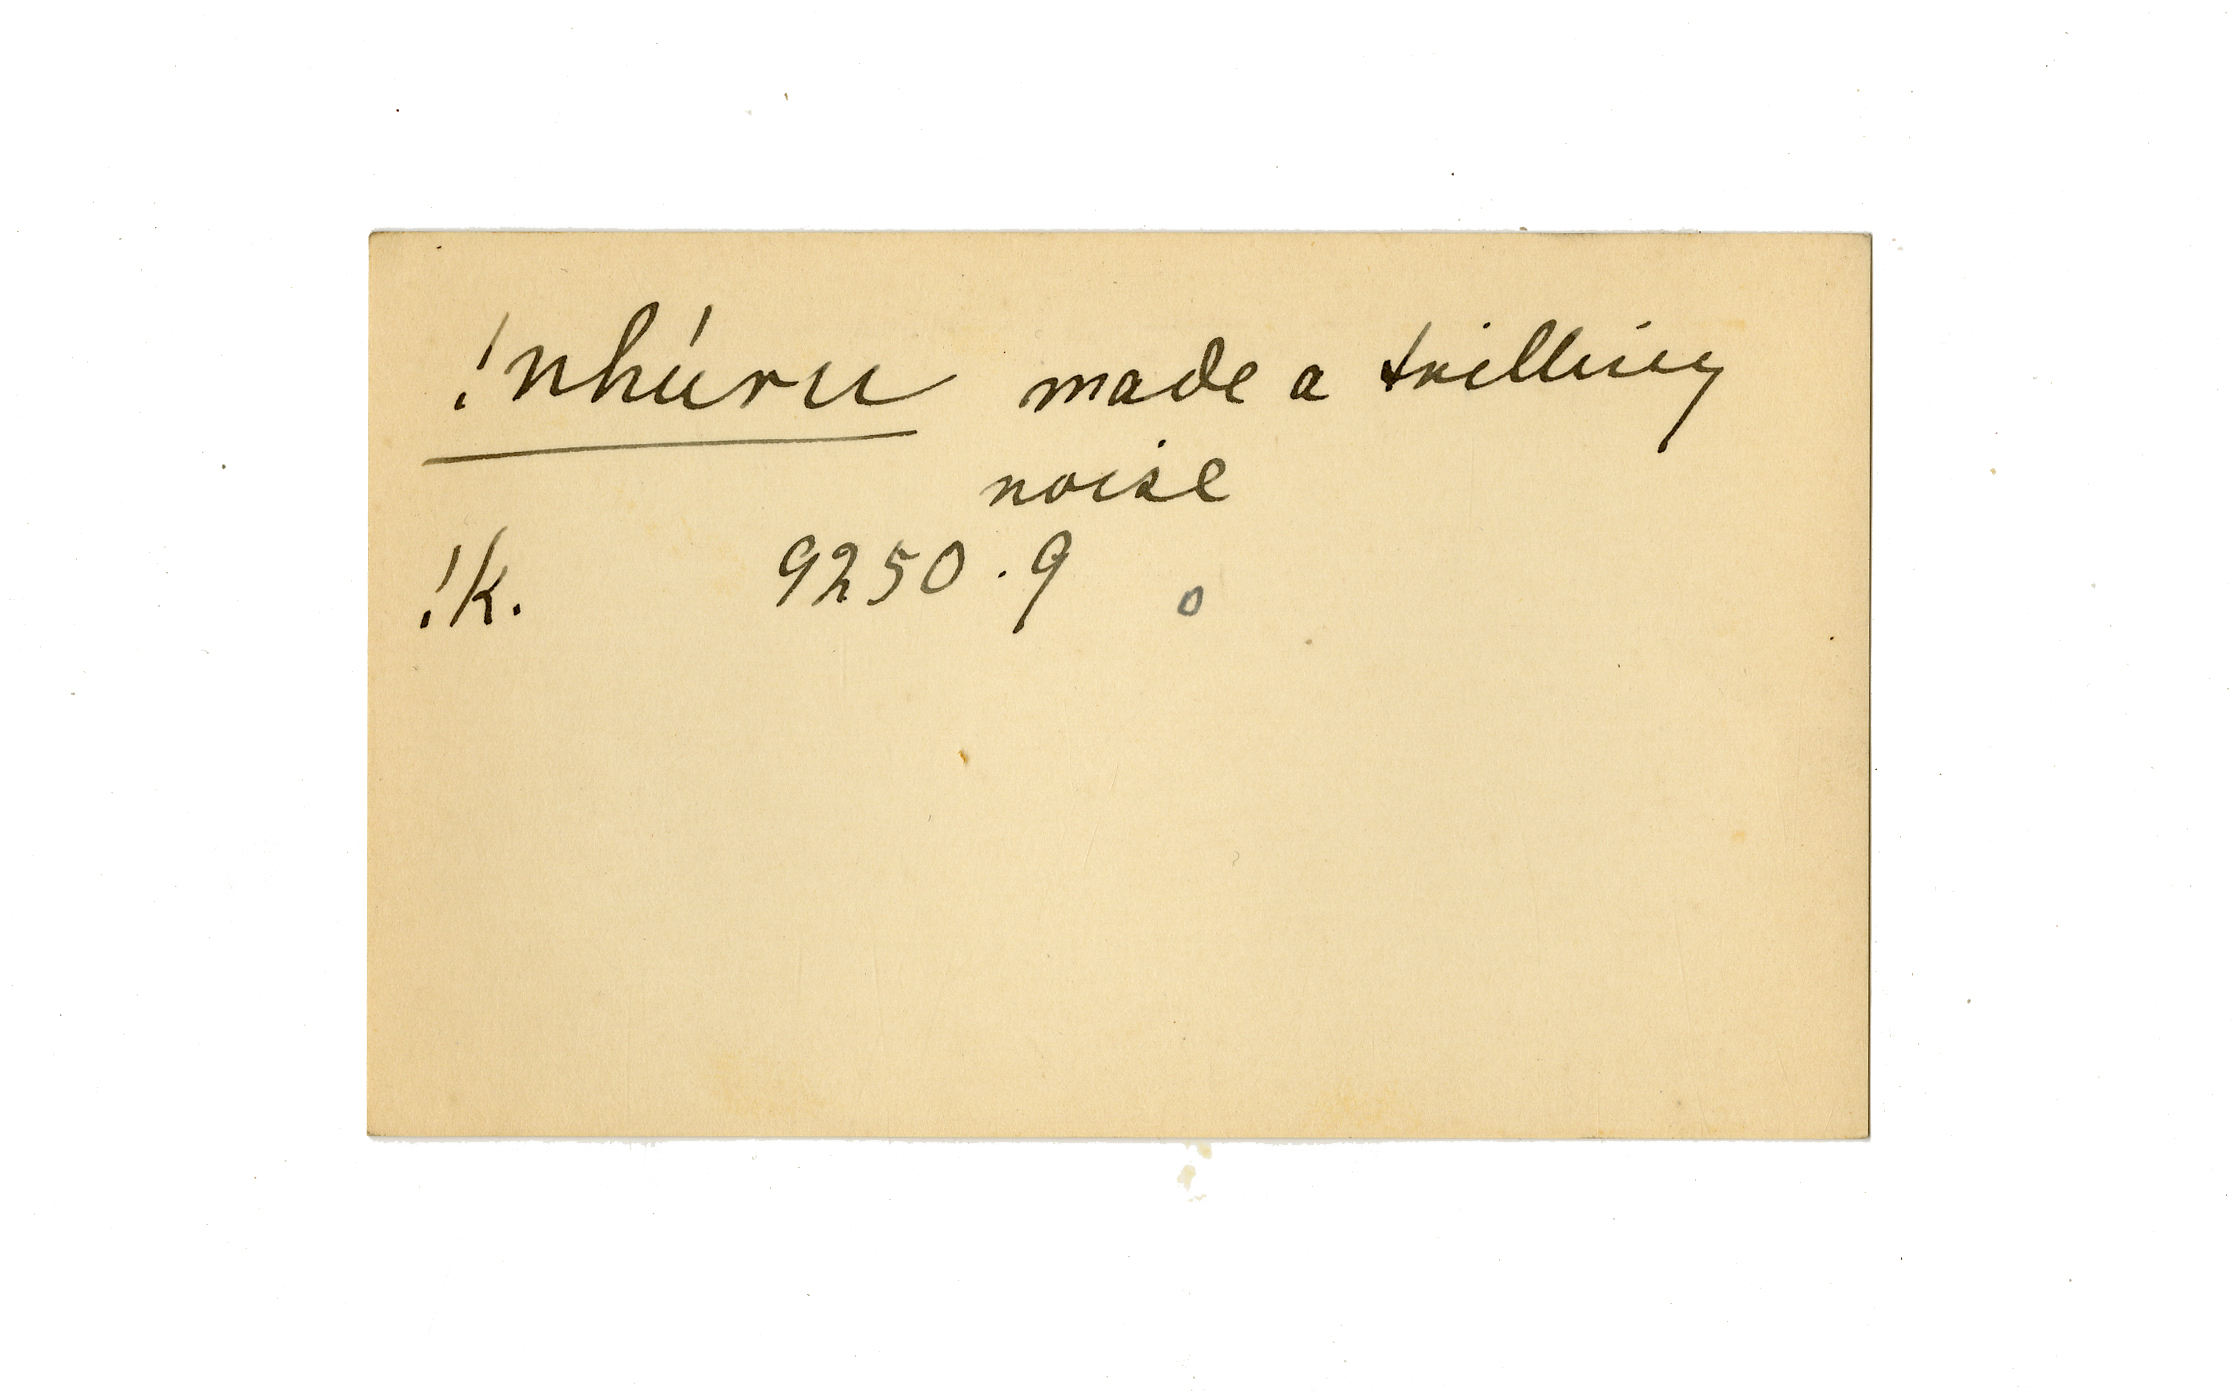 !nhúru made a trilling
noise
!k. 9250.9 o